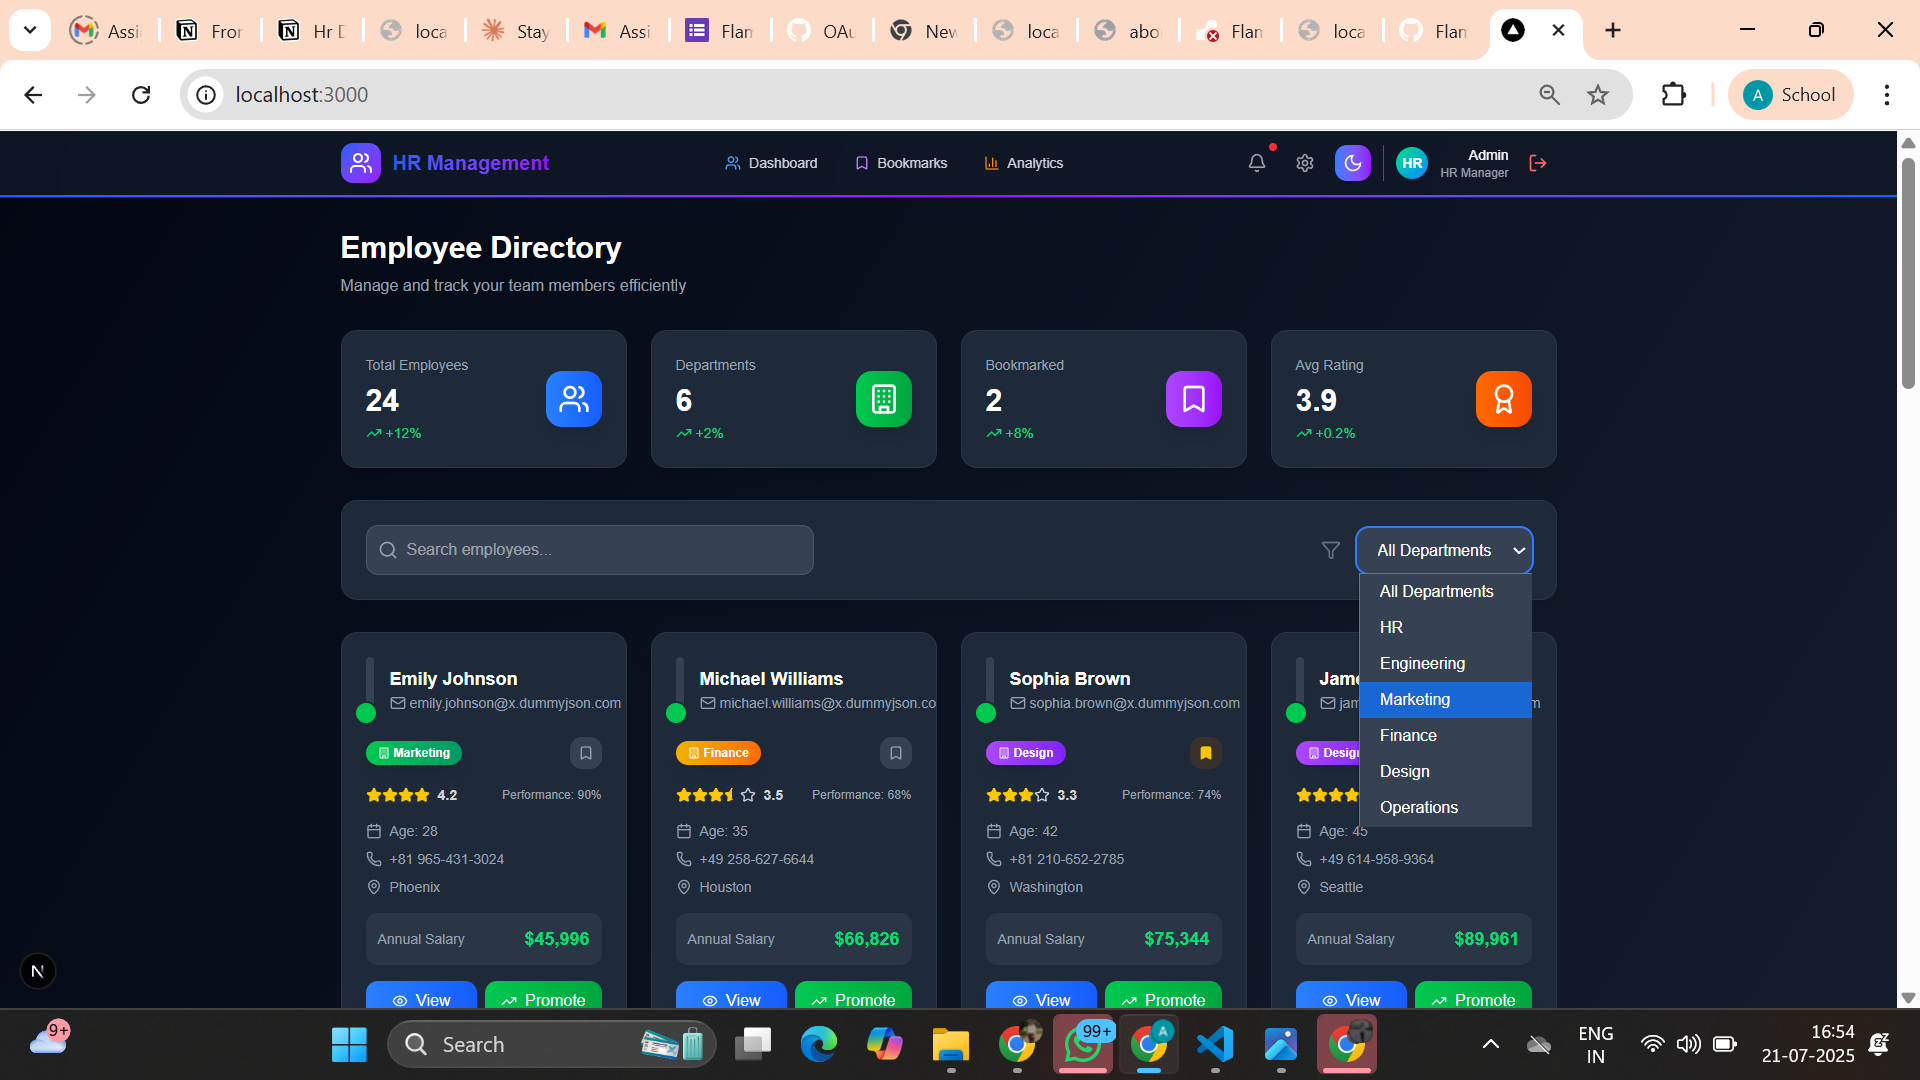 Assi
Fror
Hr D
loca
Stay
Assi
Flam
OAu
New
loca
abo
Flam
loca
Flam
localhost:3000
A School
HR Management
Dashboard
Bookmarks
Analytics
HR
Admin
HR Manager
Employee Directory
Manage and track your team members efficiently
Total Employees
24
+12%
Departments
6
+2%
Bookmarked
2
+8%
Avg Rating
3.9
+0.2%
Search employees...
All Departments
All Departments
HR
Engineering
Marketing
Finance
Design
Operations
Emily Johnson
emily.johnson@x.dummyjson.com
Marketing
4.2 Performance: 90%
Age: 28
+81 965-431-3024
Phoenix
Annual Salary $45,996
View Promote
Michael Williams
michael.williams@x.dummyjson.co
Finance
3.5 Performance: 68%
Age: 35
+49 258-627-6644
Houston
Annual Salary $66,826
View Promote
Sophia Brown
sophia.brown@x.dummyjson.com
Design
3.3 Performance: 74%
Age: 42
+81 210-652-2785
Washington
Annual Salary $75,344
View Promote
Jame
jam
m
Desig
Age: 45
+49 614-958-9364
Seattle
Annual Salary $89,961
View Promote
N
9+
Search
99+
A
ENG
IN
16:54
21-07-2025